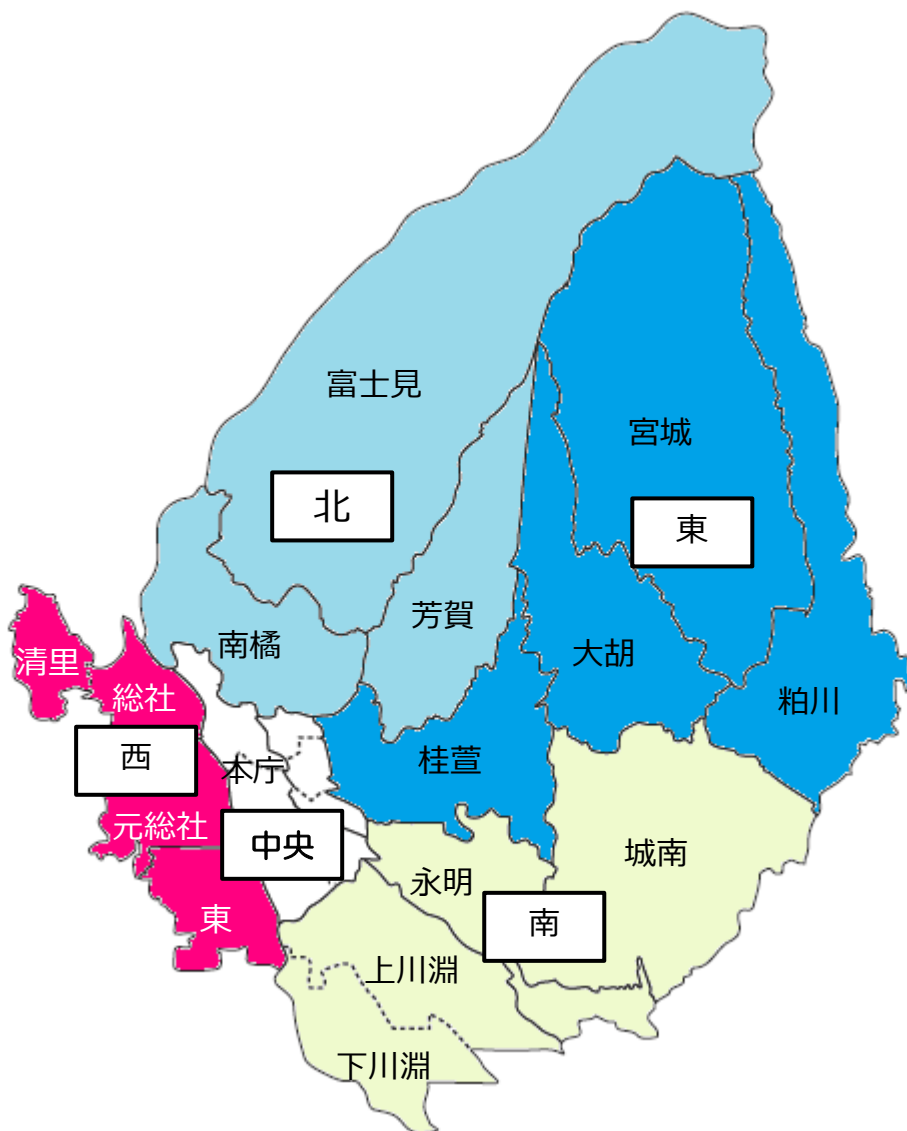 富士見
宮城
北
東
芳賀
南橘
大胡
清里
総社
粕川
西
本庁
桂萱
元総社
中央
城南
永明
東
南
上川淵
下川淵